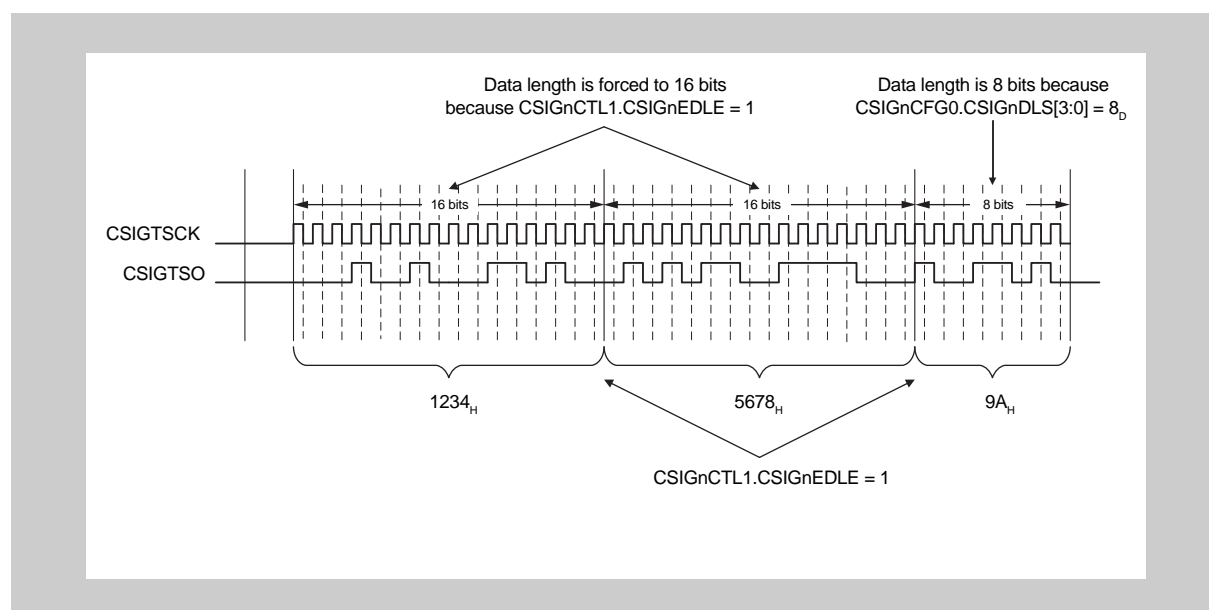 Data length is forced to 16 bits
because CSIGnCTL1.CSIGnEDLE = 1
Data length is 8 bits because
CSIGnCFG0.CSIGnDLS[3:0] = 8D
16 bits
16 bits
8 bits
CSIGTSCK
CSIGTSO
1234H
5678H
9AH
CSIGnCTL1.CSIGnEDLE = 1